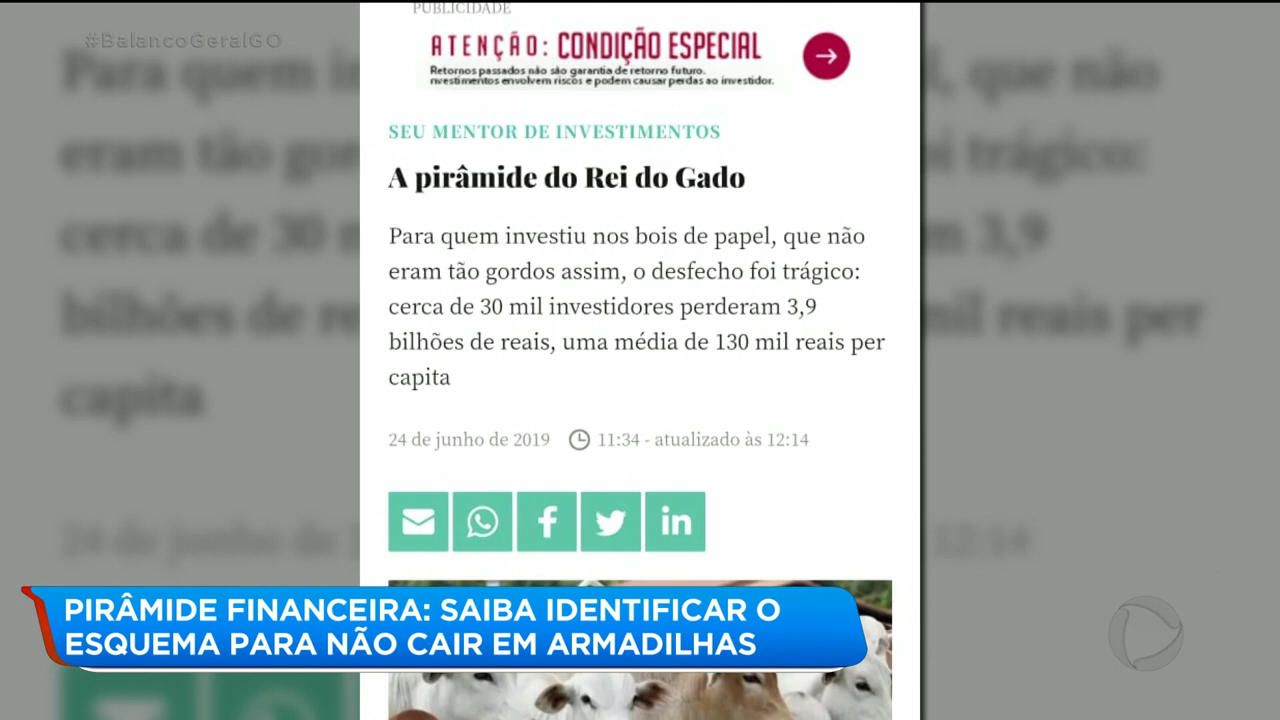 PUBLICIDADE
#BalancoGeralGO
ATENÇÃO: CONDIÇÃO ESPECIAL
Retornos passados não são garantia de retorno futuro.
nvestimentos envolvem riscos e podem causar perdas ao investidor.
SEU MENTOR DE INVESTIMENTOS
A pirâmide do Rei do Gado
Para quem investiu nos bois de papel, que não
eram tão gordos assim, o desfecho foi trágico:
cerca de 30 mil investidores perderam 3,9
bilhões de reais, uma média de 130 mil reais per
capita
24 de junho de 2019 11:34 - atualizado às 12:14
PIRÂMIDE FINANCEIRA: SAIBA IDENTIFICAR O
ESQUEMA PARA NÃO CAIR EM ARMADILHAS